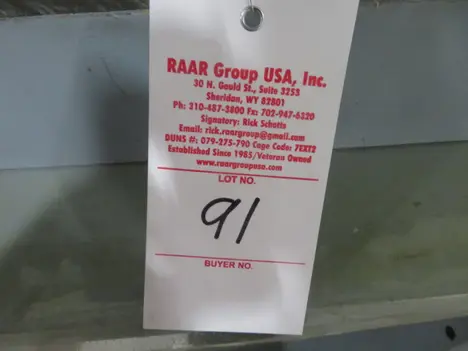 RAAR Group USA, Inc.
30 N. Gould St., Suite 3253
Sheridan, WY 82801
Ph: 310-487-3800 Fx: 702-947-6320
Signatory: Rick Schotts
Email: rick.raargroup@gmail.com
DUNS #: 079-275-790 Cage Code: 7EXT2
Established Since 1985/Veteran Owned
www.raargroupusa.com
LOT NO.
91
BUYER NO.